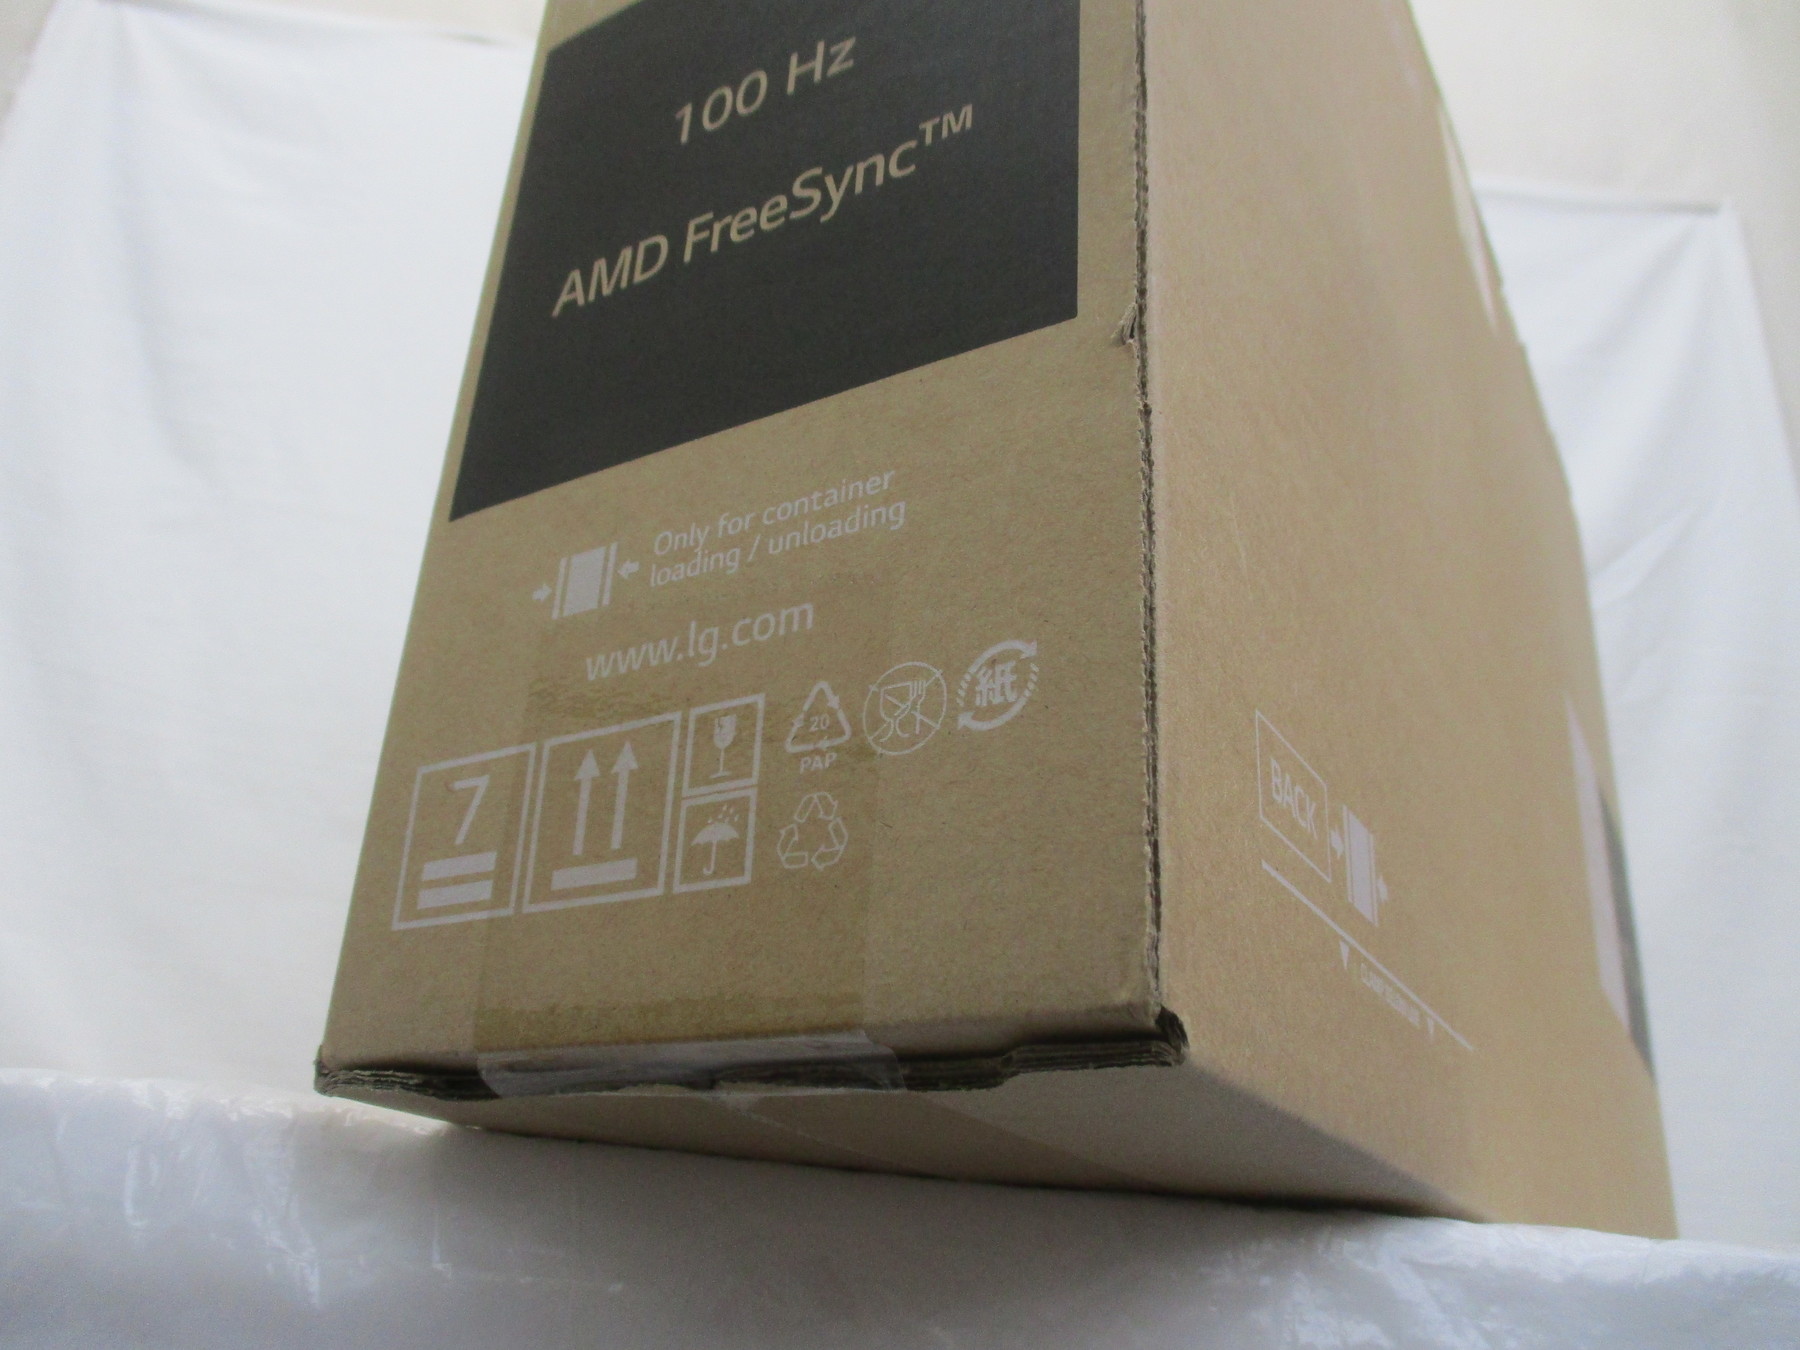 100 Hz
AMD FreeSync™
Only for container
loading / unloading
www.lg.com
7
20
PAP
紙
BACK